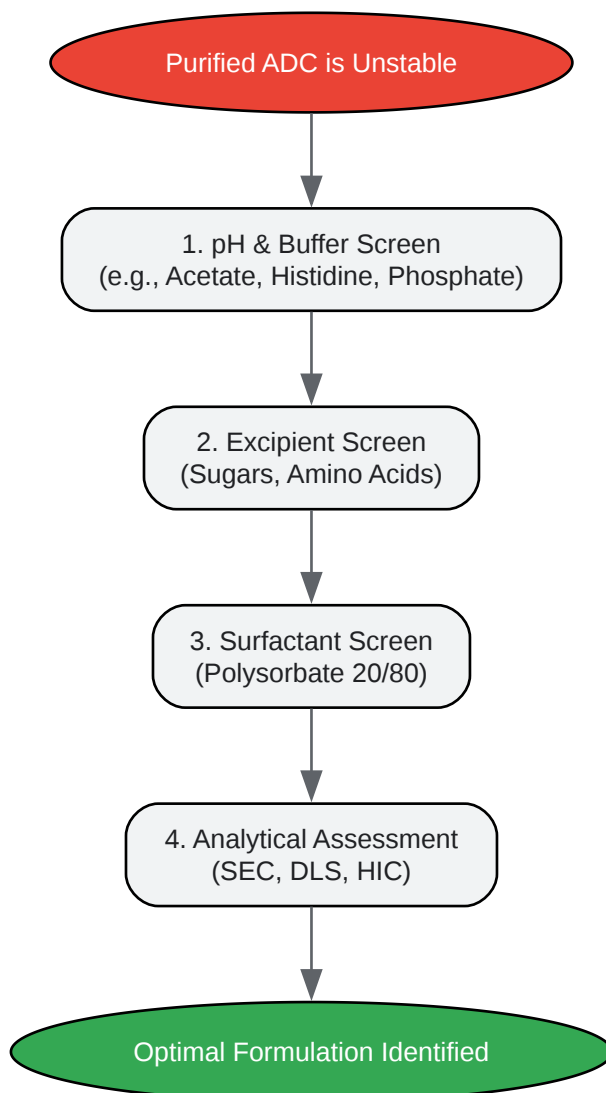 Purified ADC is Unstable
1. pH & Buffer Screen
(e.g., Acetate, Histidine, Phosphate)
2. Excipient Screen
(Sugars, Amino Acids)
3. Surfactant Screen
(Polysorbate 20/80)
4. Analytical Assessment
(SEC, DLS, HIC)
Optimal Formulation Identified